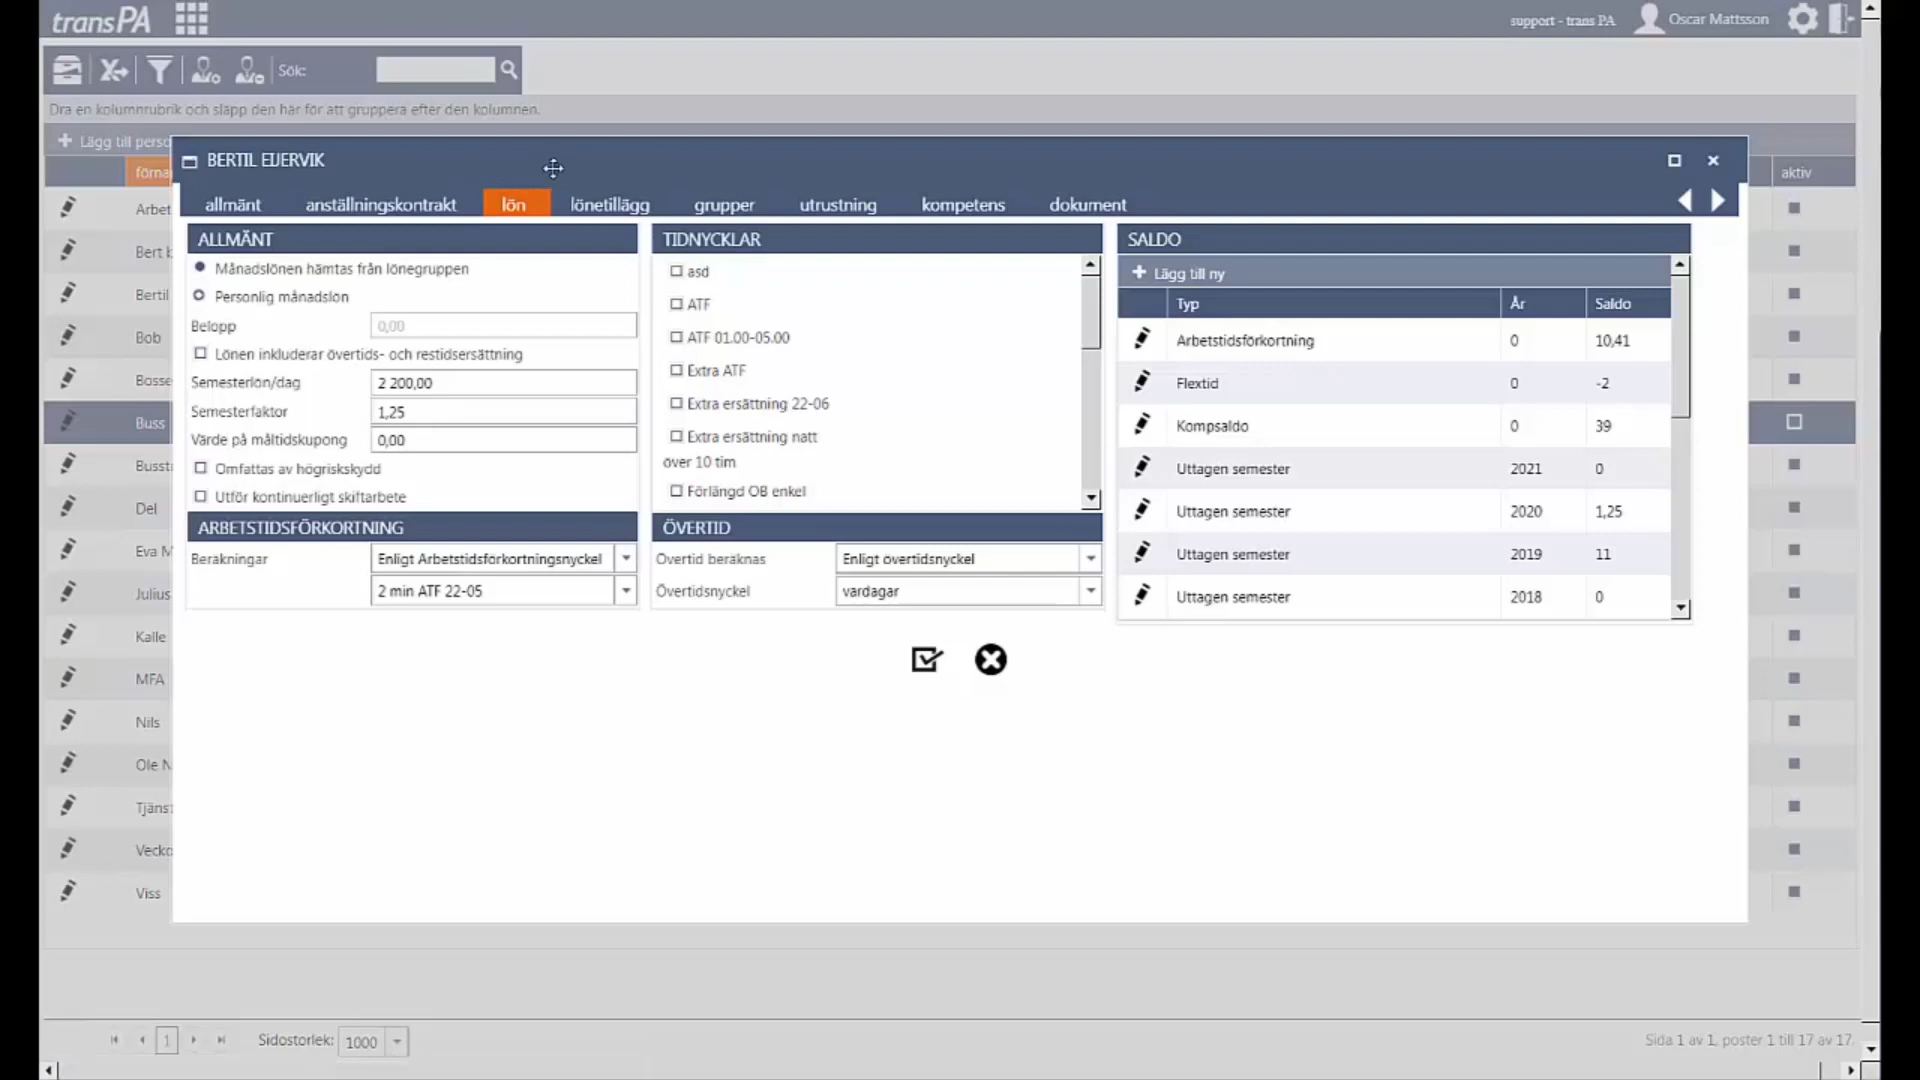 transPA
support - trans PA
Oscar Mattsson
Sök:
Dra en kolumnrubrik och släpp den här för att gruppera efter den kolumnen.
Lägg till perso
förna
aktiv
BERTIL EIJERVIK
allmänt anställningskontrakt lön lönetillägg grupper utrustning kompetens dokument
ALLMÄNT
Månadslönen hämtas från lönegruppen
Personlig månadslön
Belopp 0,00
Lönen inkluderar övertids- och restidsersättning
Semesterlön/dag 2 200,00
Semesterfaktor 1,25
Värde på måltidskupong 0,00
Omfattas av högriskskydd
Utför kontinuerligt skiftarbete
ARBETSTIDSFÖRKORTNING
Beräkningar Enligt Arbetstidsförkortningsnyckel
2 min ATF 22-05
TIDNYCKLAR
asd
ATF
ATF 01.00-05.00
Extra ATF
Extra ersättning 22-06
Extra ersättning natt
över 10 tim
Förlängd OB enkel
ÖVERTID
Övertid beräknas Enligt övertidsnyckel
Övertidsnyckel vardagar
SALDO
Lägg till ny
Typ År Saldo
Arbetstidsförkortning 0 10,41
Flextid 0 -2
Kompsaldo 0 39
Uttagen semester 2021 0
Uttagen semester 2020 1,25
Uttagen semester 2019 11
Uttagen semester 2018 0
Arbet
Bert k
Bertil
Bob
Bosse
Buss
Busstr
Del
Eva M
Julius
Kalle
MFA
Nils
Ole N
Tjänst
Vecko
Viss
1
Sidostorlek: 1000
Sida 1 av 1, poster 1 till 17 av 17.